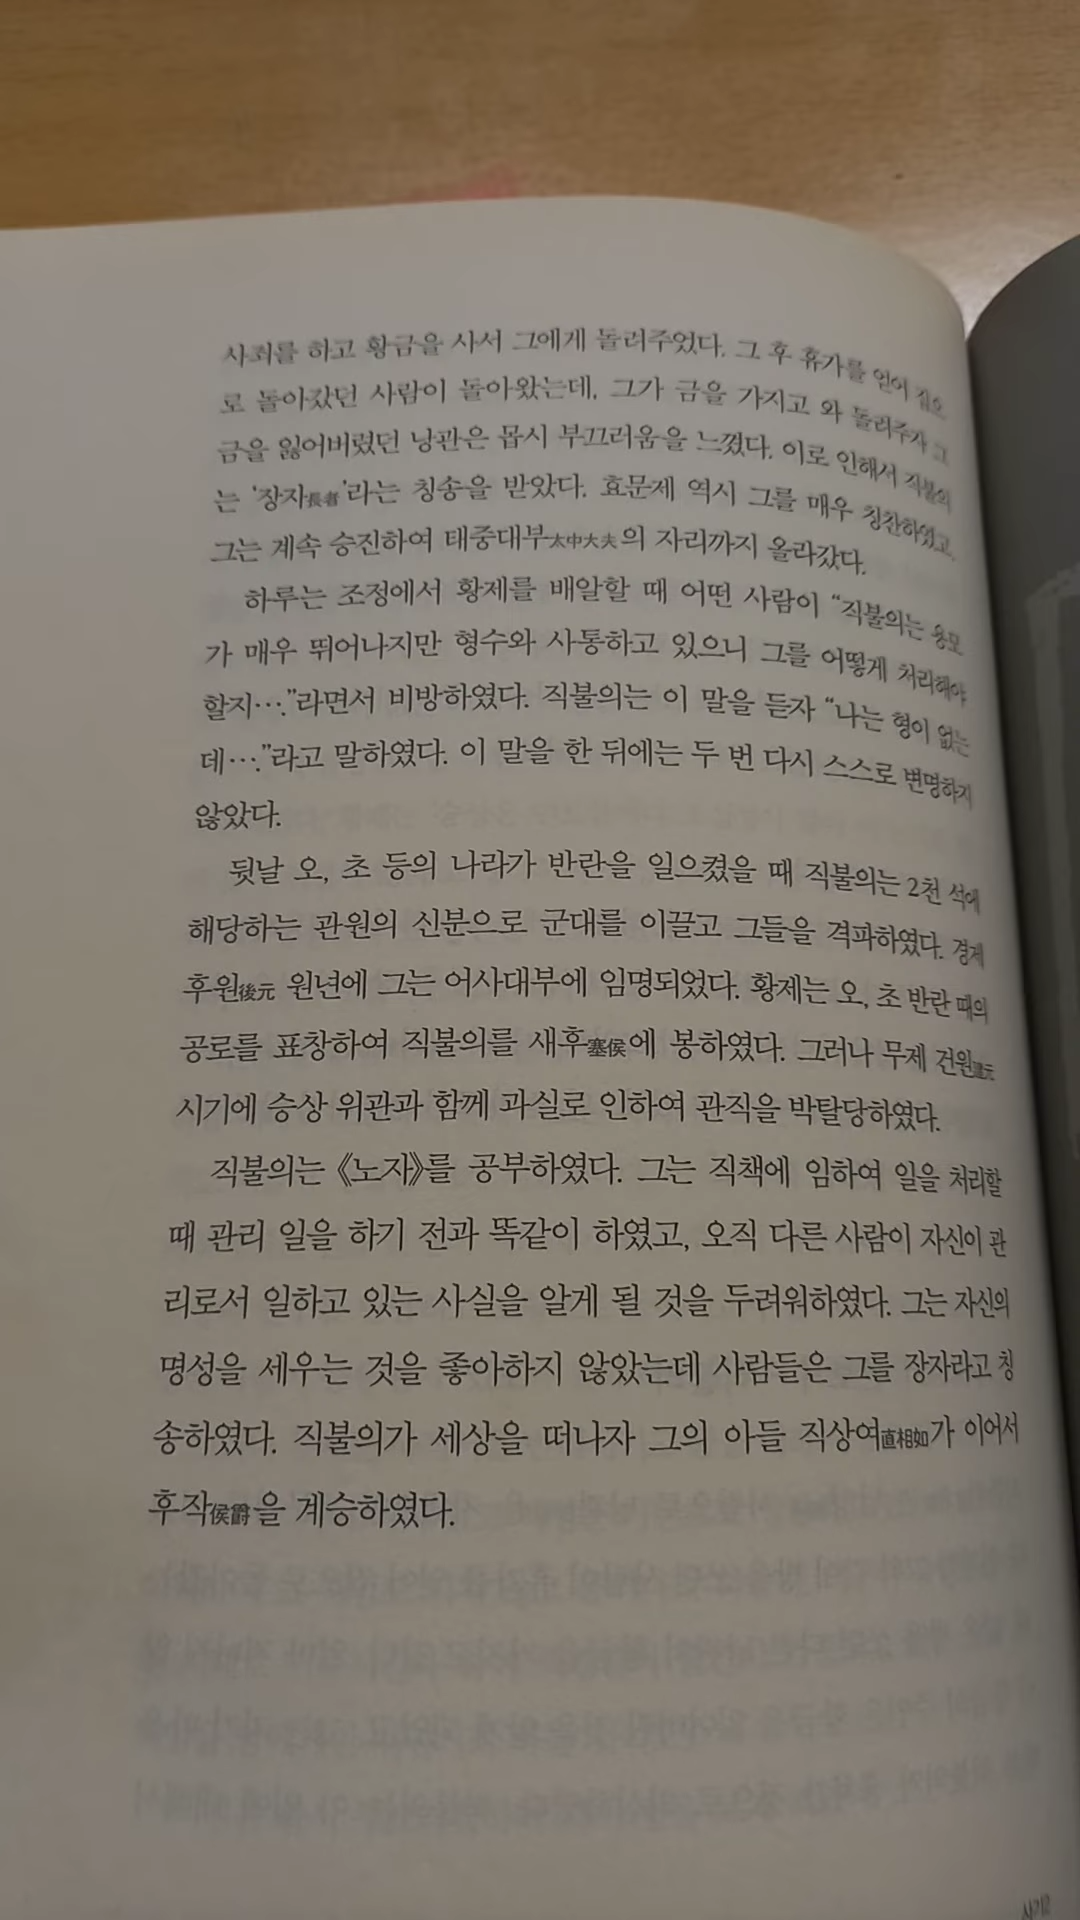 사죄를 하고 황금을 사서 그에게 돌려주었다. 그 후 휴가를 얻어 집으
로 돌아갔던 사람이 돌아왔는데, 그가 금을 가지고 와 돌려주자 그
금을 잃어버렸던 낭관은 몹시 부끄러움을 느꼈다. 이로 인해서 직불의
는 ‘장자長者’라는 칭송을 받았다. 효문제 역시 그를 매우 칭찬하였고,
그는 계속 승진하여 태중대부太中大夫의 자리까지 올라갔다.
하루는 조정에서 황제를 배알할 때 어떤 사람이 “직불의는 용모
가 매우 뛰어나지만 형수와 사통하고 있으니 그를 어떻게 처리해야
할지….”라면서 비방하였다. 직불의는 이 말을 듣자 “나는 형이 없는
데….”라고 말하였다. 이 말을 한 뒤에는 두 번 다시 스스로 변명하지
않았다.
뒷날 오, 초 등의 나라가 반란을 일으켰을 때 직불의는 2천 석에
해당하는 관원의 신분으로 군대를 이끌고 그들을 격파하였다. 경제
후원後元 원년에 그는 어사대부에 임명되었다. 황제는 오, 초 반란 때의
공로를 표창하여 직불의를 새후塞侯에 봉하였다. 그러나 무제 건원建元
시기에 승상 위관과 함께 과실로 인하여 관직을 박탈당하였다.
직불의는 《노자》를 공부하였다. 그는 직책에 임하여 일을 처리할
때 관리 일을 하기 전과 똑같이 하였고, 오직 다른 사람이 자신이 관
리로서 일하고 있는 사실을 알게 될 것을 두려워하였다. 그는 자신의
명성을 세우는 것을 좋아하지 않았는데 사람들은 그를 장자라고 칭
송하였다. 직불의가 세상을 떠나자 그의 아들 직상여直相如가 이어서
후작侯爵을 계승하였다.